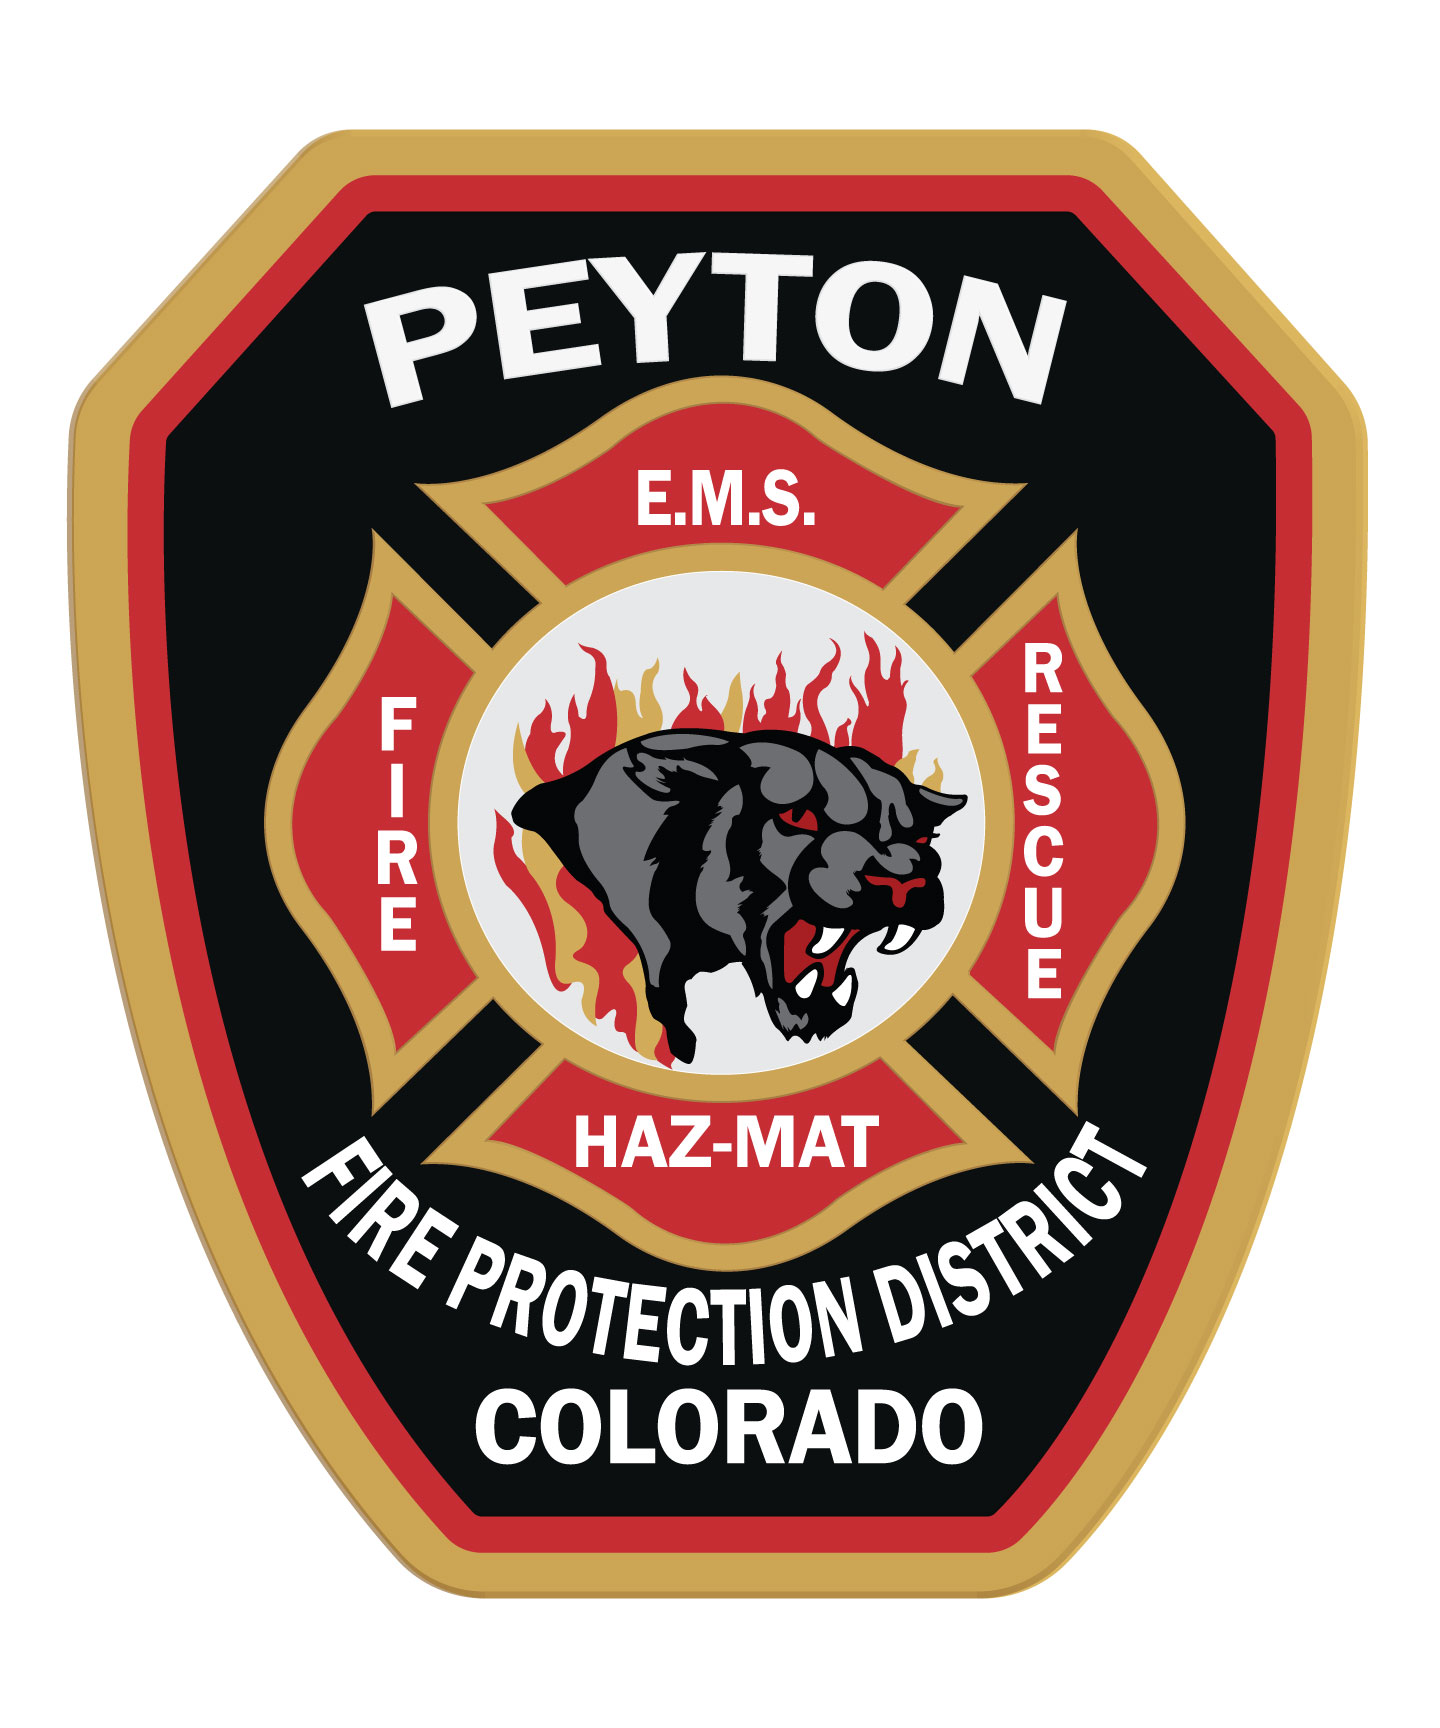 PEYTON
E.M.S.
FIRE
RESCUE
HAZ-MAT
FIRE PROTECTION DISTRICT
COLORADO